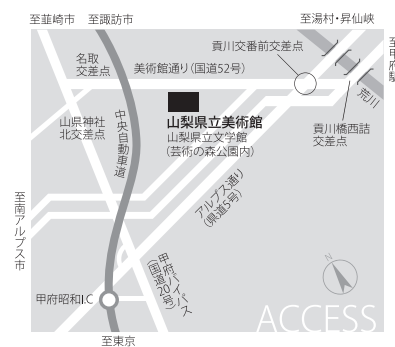 至韮崎市
至諏訪市
至湯村・昇仙峡
貢川交番前交差点
名取
交差点
美術館通り(国道52号)
荒川
山梨県立美術館
山梨県立文学館
(芸術の森公園内)
山県神社
北交差点
中央自動車道
貢川橋西詰
交差点
アルプス通り
(県道5号)
至南アルプス市
甲府バイパス
(国道20号)
甲府昭和I.C
N
ACCESS
至東京